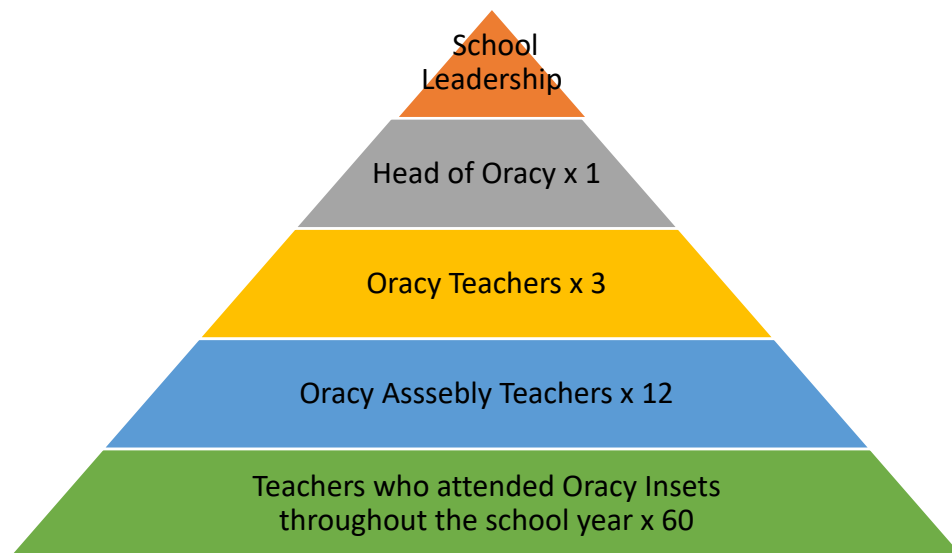 School
Leadership
Head of Oracy x 1
Oracy Teachers x 3
Oracy Asssebly Teachers x 12
Teachers who attended Oracy Insets
throughout the school year x 60